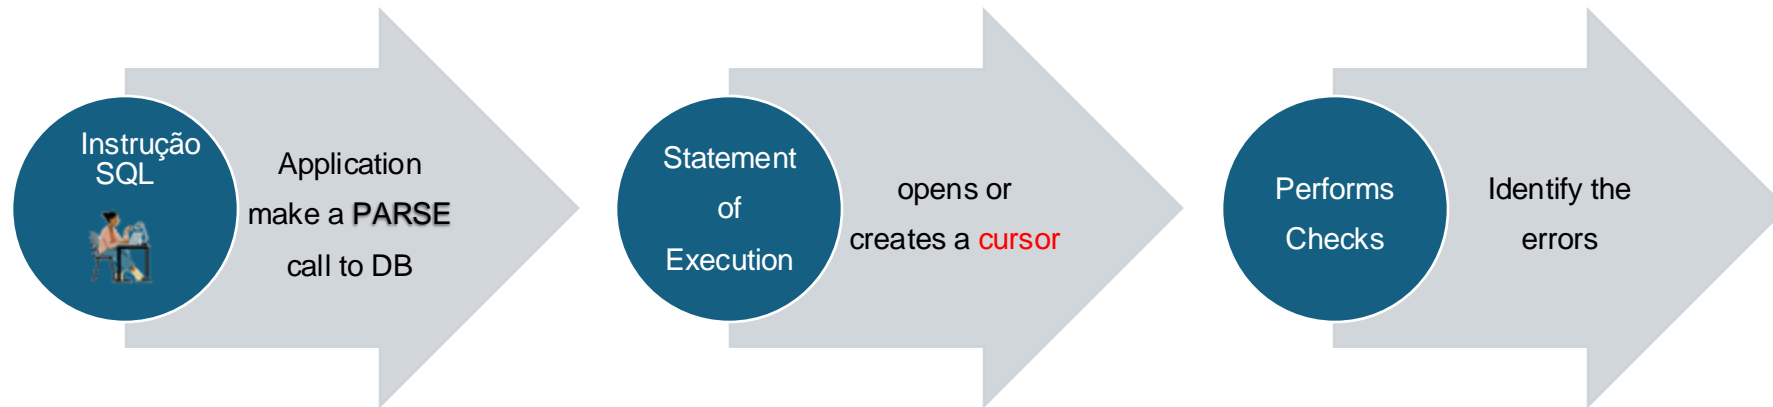 Instrução
SQL
Application
make a PARSE
call to DB
Statement
of
Execution
opens or
creates a cursor
Performs
Checks
Identify the
errors